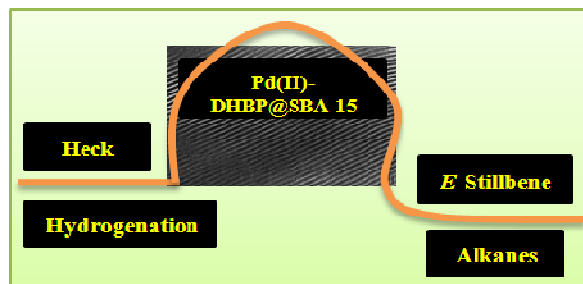 Pd(II)-
DHBP@SBA 15
Heck
E Stillbene
Hydrogenation
Alkanes